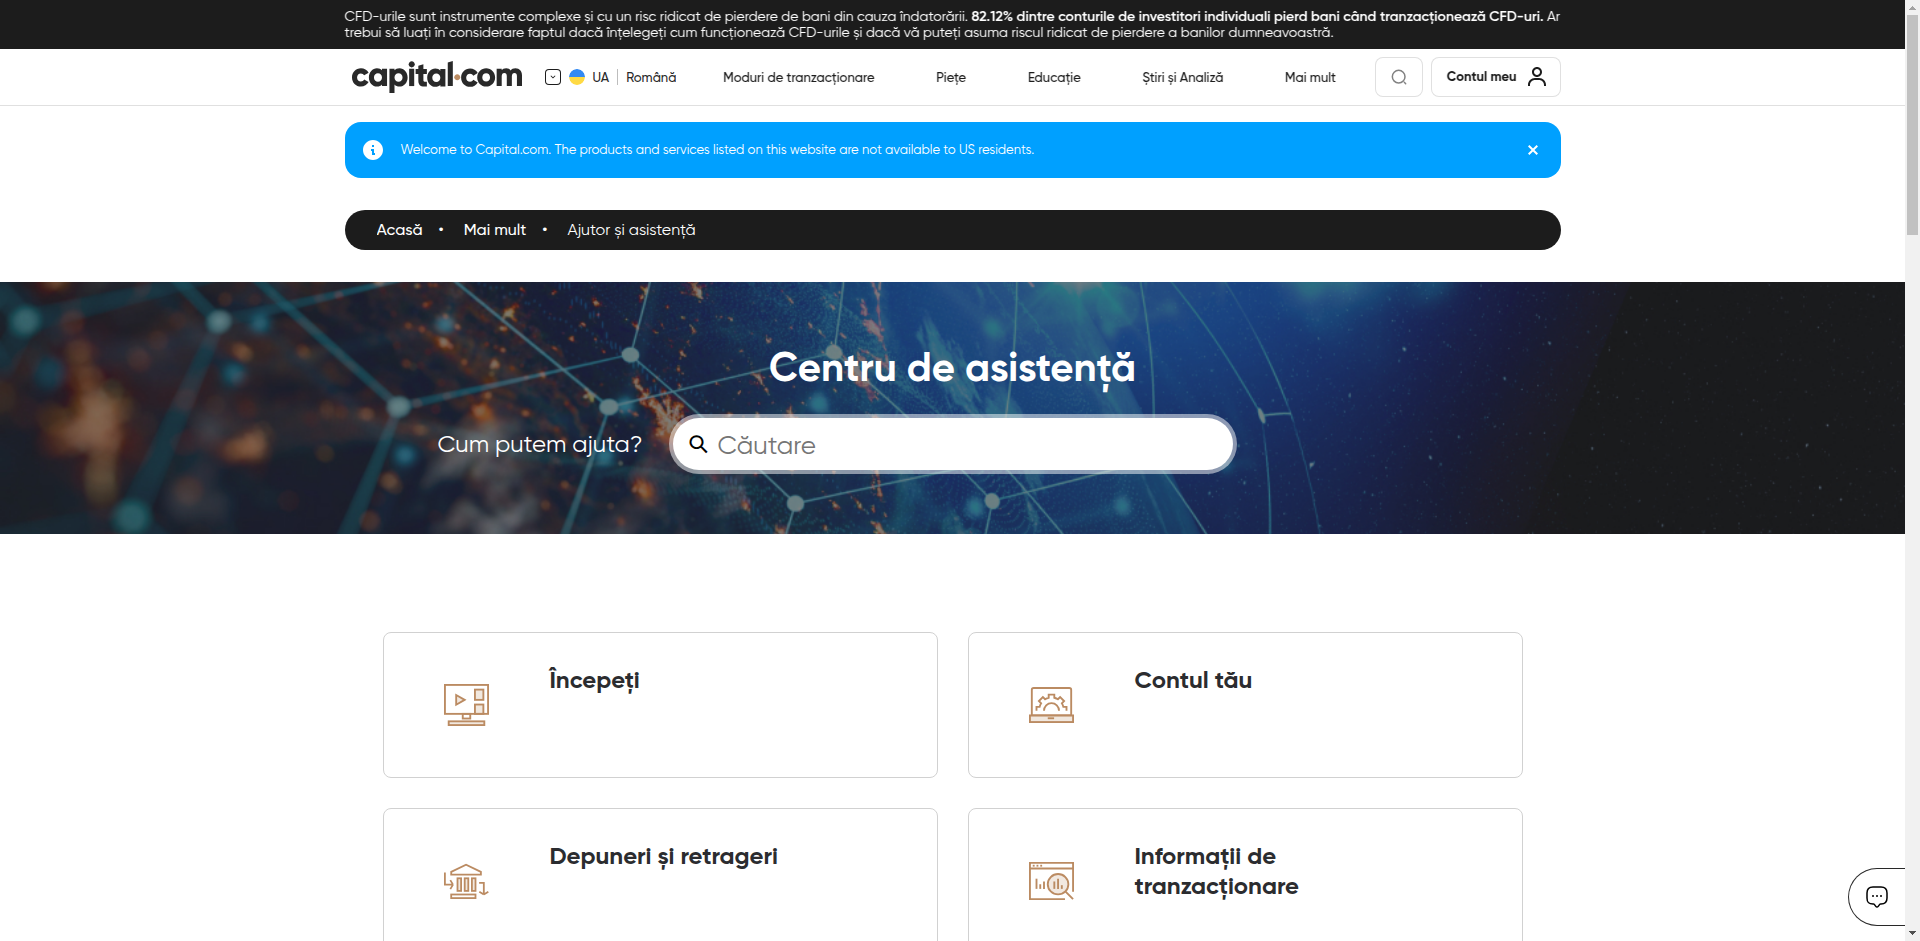 CFD-urile sunt instrumente complexe și cu un risc ridicat de pierdere de bani din cauza îndatorării. 82.12% dintre conturile de investitori individuali pierd bani când tranzacționează CFD-uri. Ar
trebui să luați în considerare faptul dacă înțelegeți cum funcționează CFD-urile și dacă vă puteți asuma riscul ridicat de pierdere a banilor dumneavoastră.
capital.com UA Română Moduri de tranzacționare Piețe Educație Știri și Analiză Mai mult Contul meu
Welcome to Capital.com. The products and services listed on this website are not available to US residents.
Acasă • Mai mult • Ajutor și asistență
Centru de asistență
Cum putem ajuta? Căutare
Începeți
Contul tău
Depuneri și retrageri
Informații de
tranzacționare